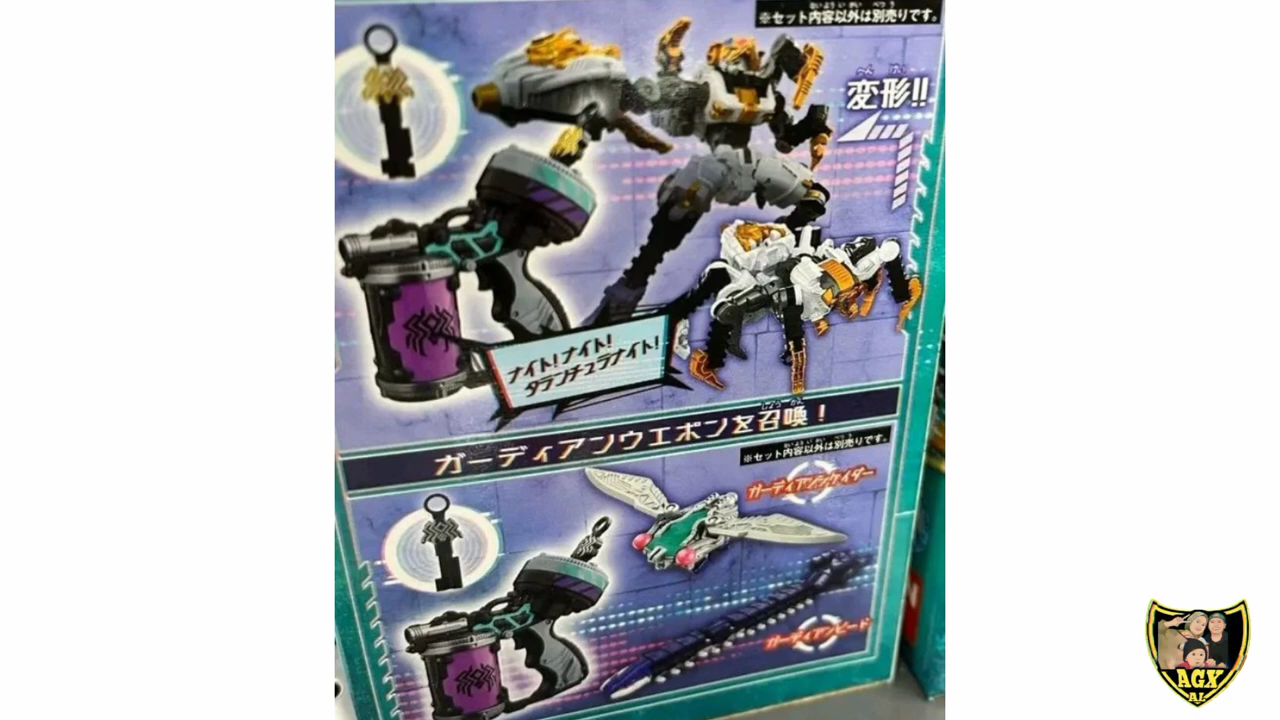 ※セット内容以外は別売りです。
変形!!
ナイト!ナイト!
タランチュラナイト!
ガーディアンウエポンを召喚!
※セット内容以外は別売りです。
ガーディアンシケイダー
ガーディアンピード
AGX
AI